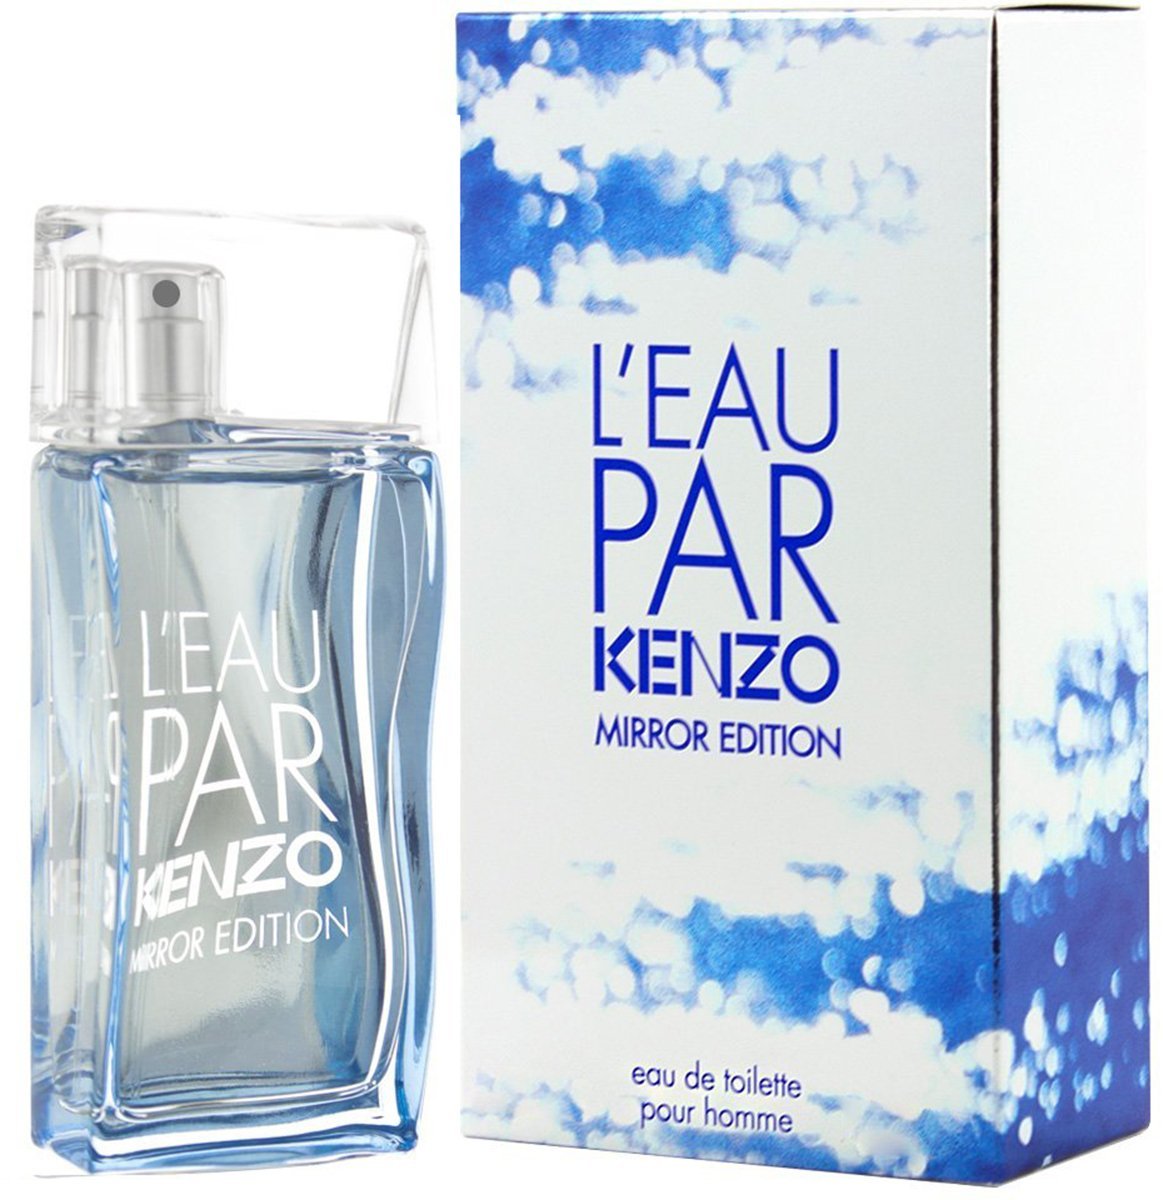 L'EAU
PAR
KENZO
MIRROR EDITION
L'EAU
PAR
KENZO
MIRROR EDITION
eau de toilette
pour homme